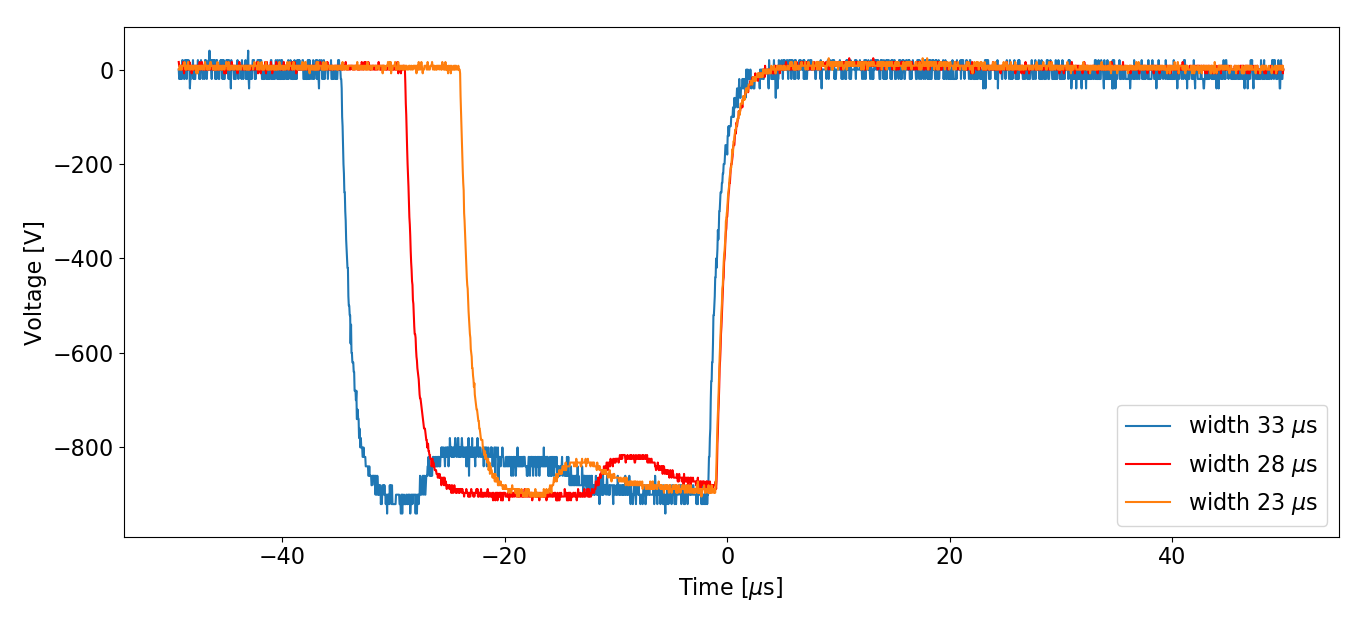 0
−200
−400
−600
−800
Voltage [V]
−40
−20
0
20
40
Time [μs]
width 33 μs
width 28 μs
width 23 μs